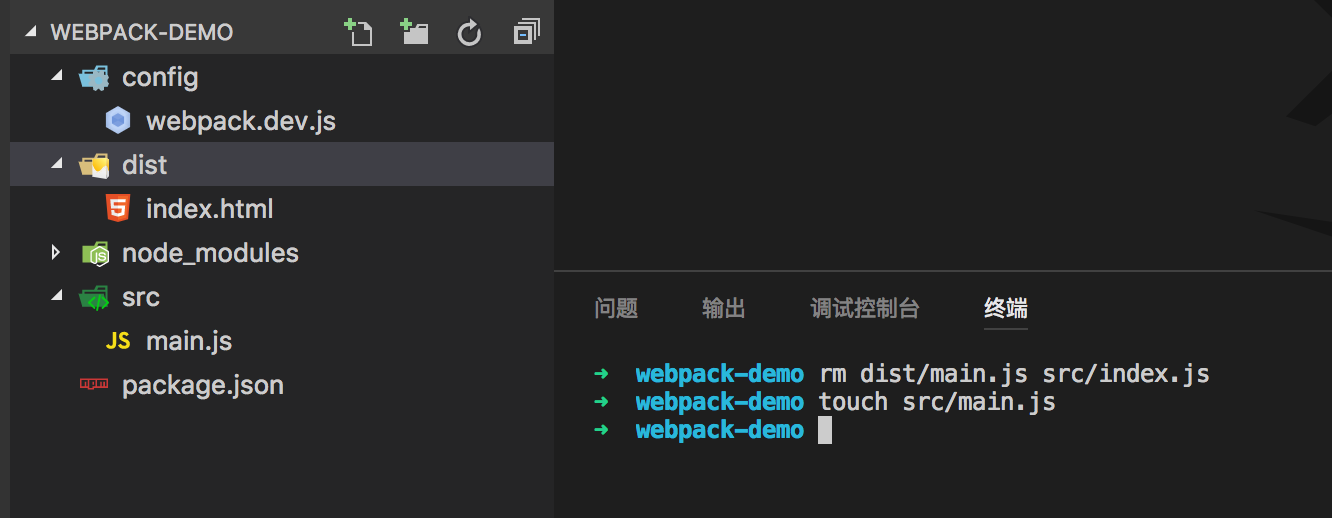 WEBPACK-DEMO
config
webpack.dev.js
dist
index.html
node_modules
src
JS main.js
package.json
问题 输出 调试控制台 终端
➜ webpack-demo rm dist/main.js src/index.js
➜ webpack-demo touch src/main.js
➜ webpack-demo